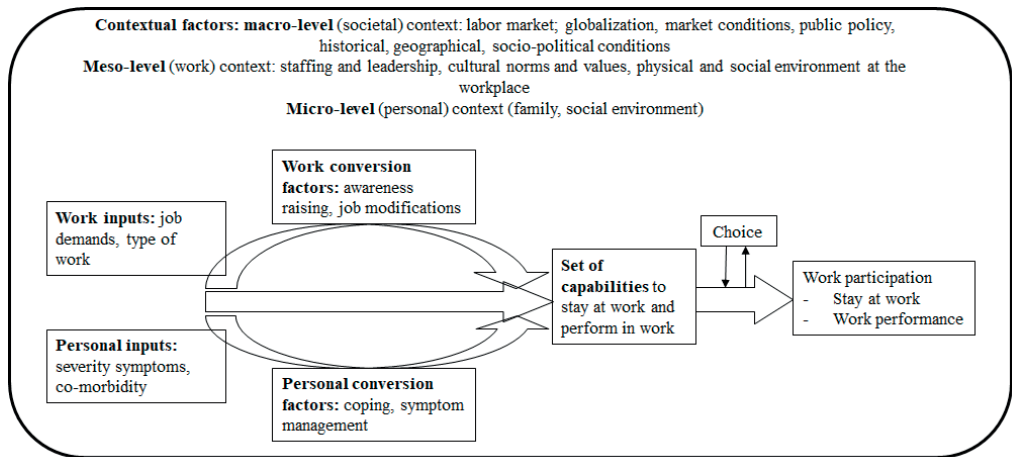 Contextual factors: macro-level (societal) context: labor market; globalization, market conditions, public policy,
historical, geographical, socio-political conditions
Meso-level (work) context: staffing and leadership, cultural norms and values, physical and social environment at the
workplace
Micro-level (personal) context (family, social environment)
Work conversion
factors: awareness
raising, job modifications
Work inputs: job
demands, type of
work
Choice
Set of
capabilities to
stay at work and
perform in work
Work participation
- Stay at work
- Work performance
Personal inputs:
severity symptoms,
co-morbidity
Personal conversion
factors: coping, symptom
management